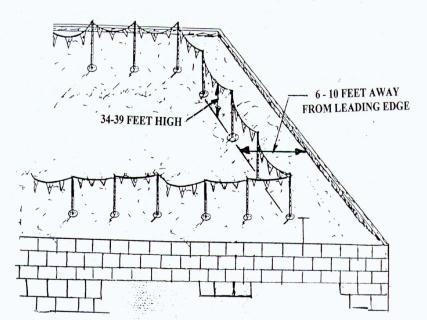 34-39 FEET HIGH
6 - 10 FEET AWAY
FROM LEADING EDGE